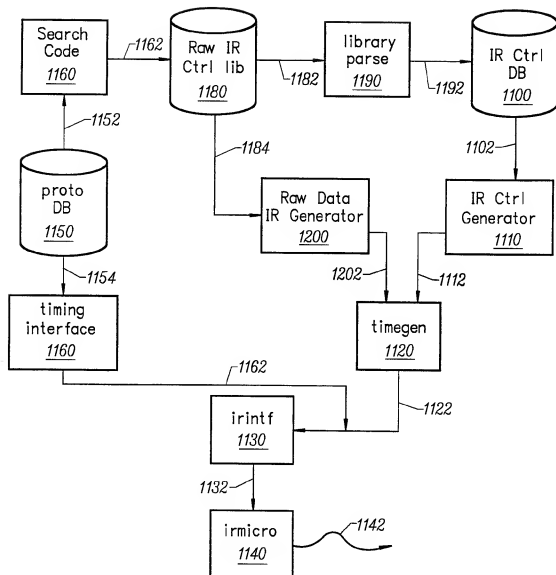 Search
Code
1160
1162
Raw IR
Ctrl lib
1180
1182
library
parse
1190
1192
IR Ctrl
DB
1100
1152
1184
1102
proto
DB
1150
Raw Data
IR Generator
1200
IR Ctrl
Generator
1110
1154
1202
1112
timing
interface
1160
timegen
1120
1162
1122
irintf
1130
1132
irmicro
1140
1142